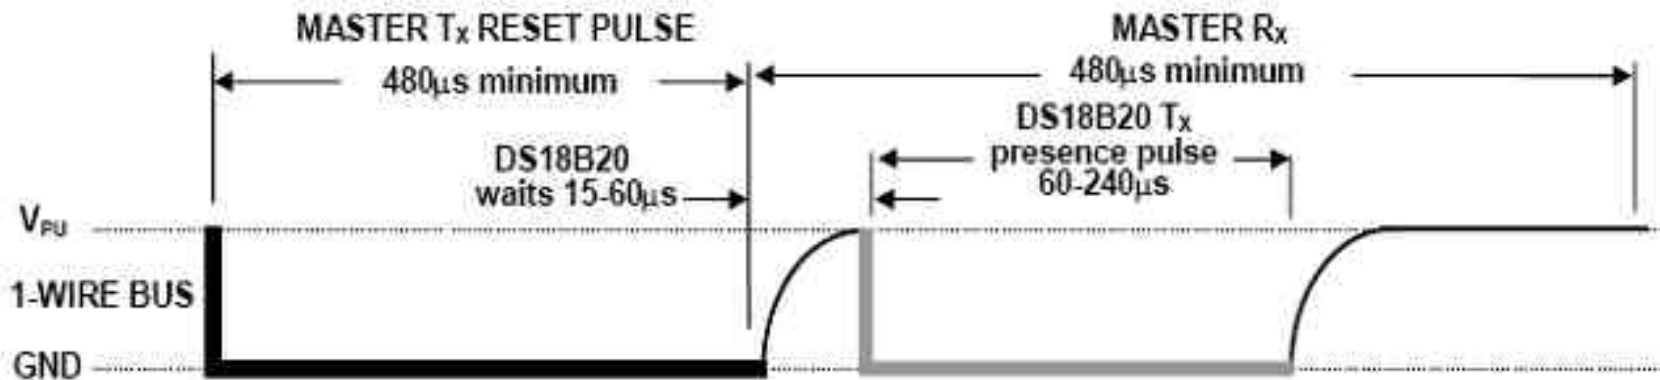 MASTER Tx RESET PULSE
480µs minimum
MASTER Rx
480µs minimum
DS18B20
waits 15-60µs
DS18B20 Tx
presence pulse
60-240µs
VPU
1-WIRE BUS
GND